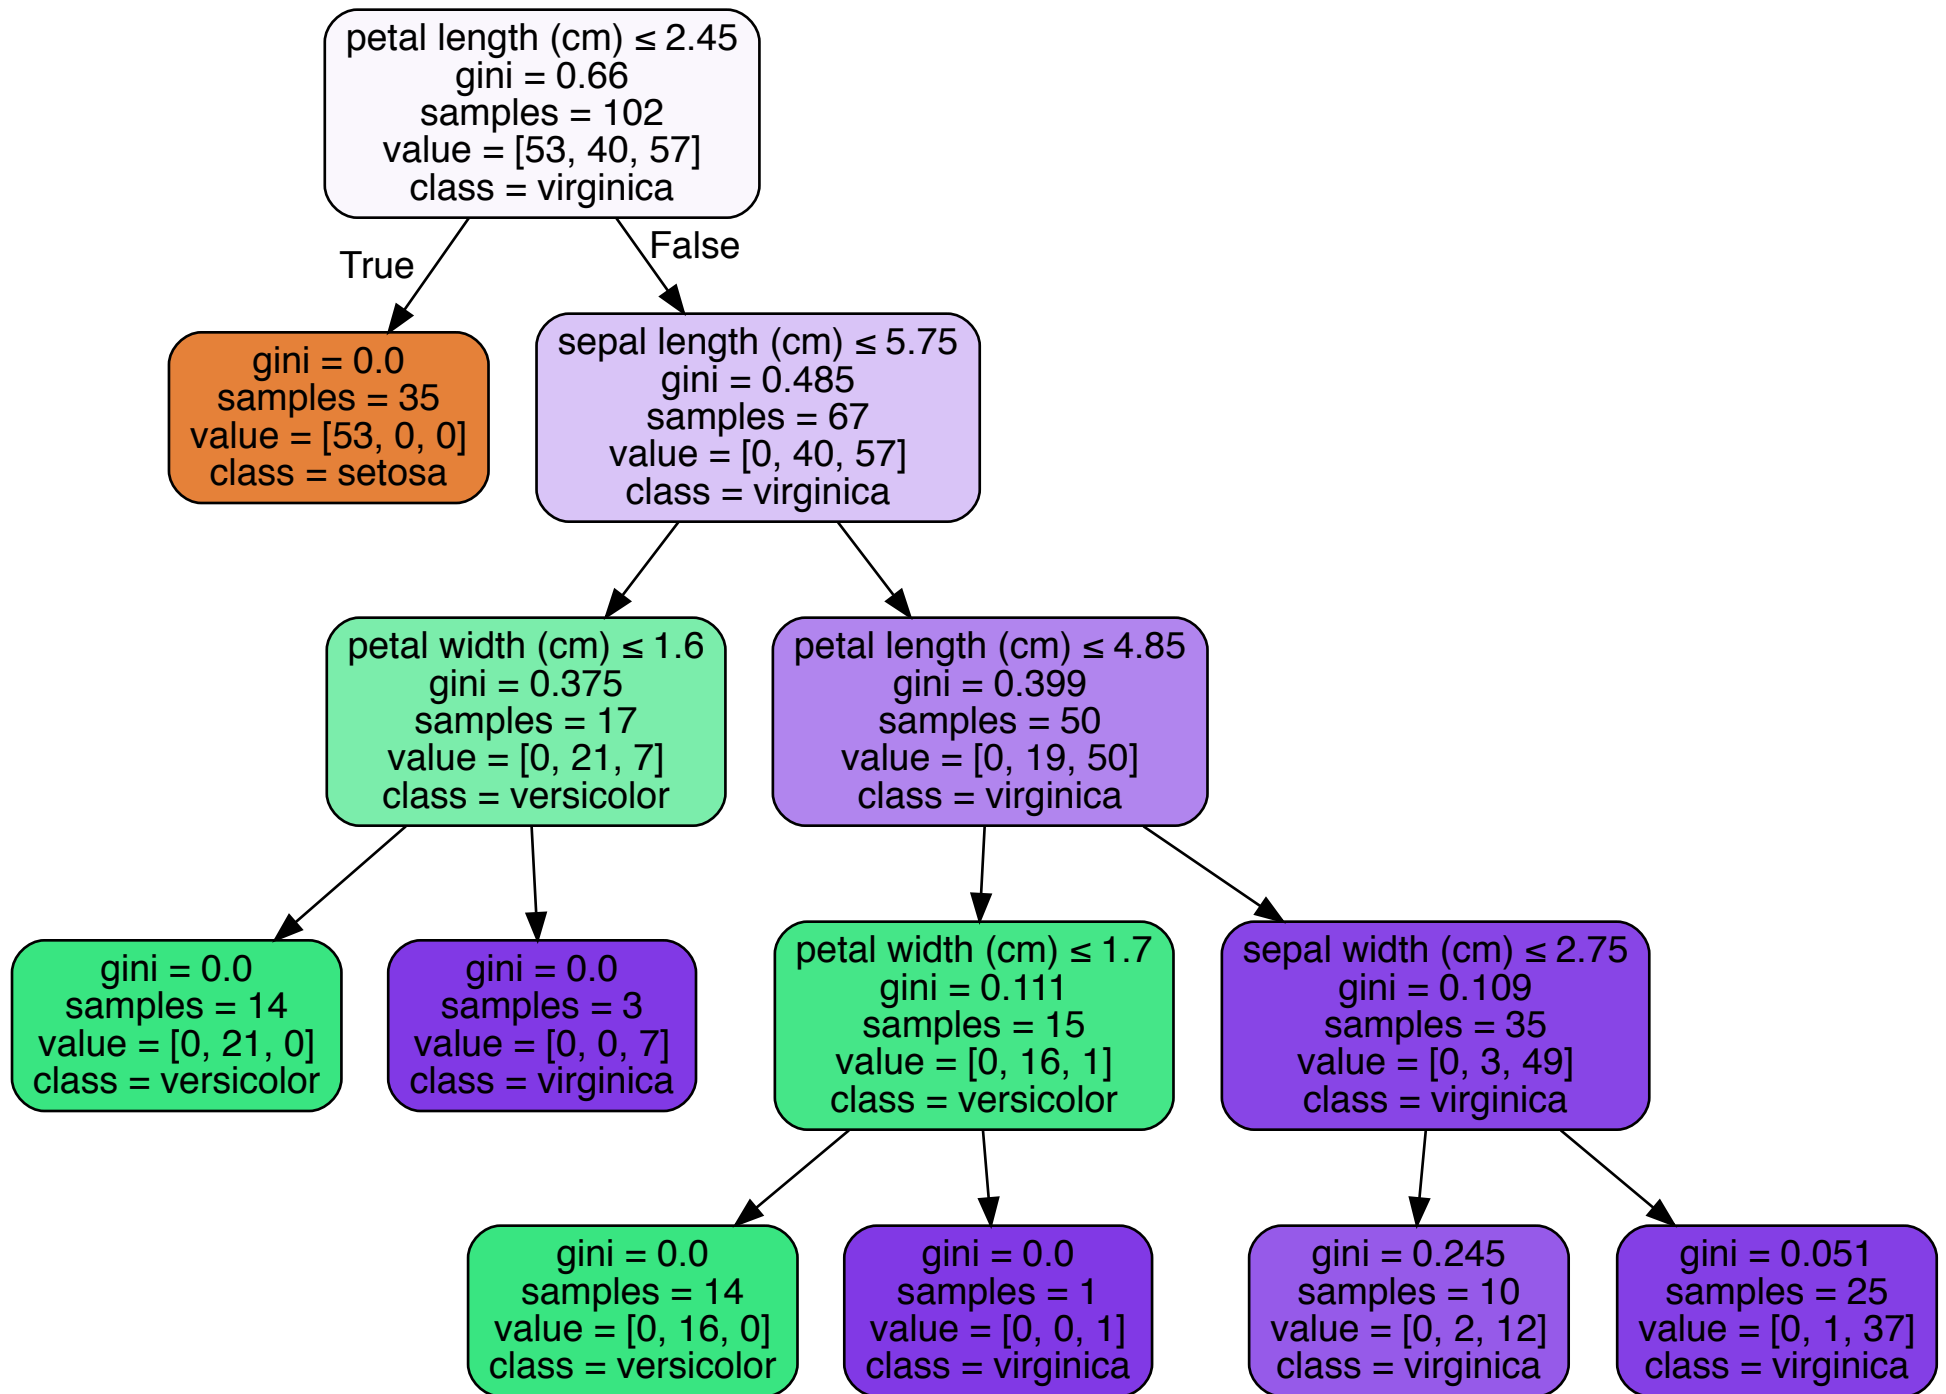 petal length (cm) ≤ 2.45
gini = 0.66
samples = 102
value = [53, 40, 57]
class = virginica
True
False
gini = 0.0
samples = 35
value = [53, 0, 0]
class = setosa
sepal length (cm) ≤ 5.75
gini = 0.485
samples = 67
value = [0, 40, 57]
class = virginica
petal width (cm) ≤ 1.6
gini = 0.375
samples = 17
value = [0, 21, 7]
class = versicolor
petal length (cm) ≤ 4.85
gini = 0.399
samples = 50
value = [0, 19, 50]
class = virginica
gini = 0.0
samples = 14
value = [0, 21, 0]
class = versicolor
gini = 0.0
samples = 3
value = [0, 0, 7]
class = virginica
petal width (cm) ≤ 1.7
gini = 0.111
samples = 15
value = [0, 16, 1]
class = versicolor
sepal width (cm) ≤ 2.75
gini = 0.109
samples = 35
value = [0, 3, 49]
class = virginica
gini = 0.0
samples = 14
value = [0, 16, 0]
class = versicolor
gini = 0.0
samples = 1
value = [0, 0, 1]
class = virginica
gini = 0.245
samples = 10
value = [0, 2, 12]
class = virginica
gini = 0.051
samples = 25
value = [0, 1, 37]
class = virginica